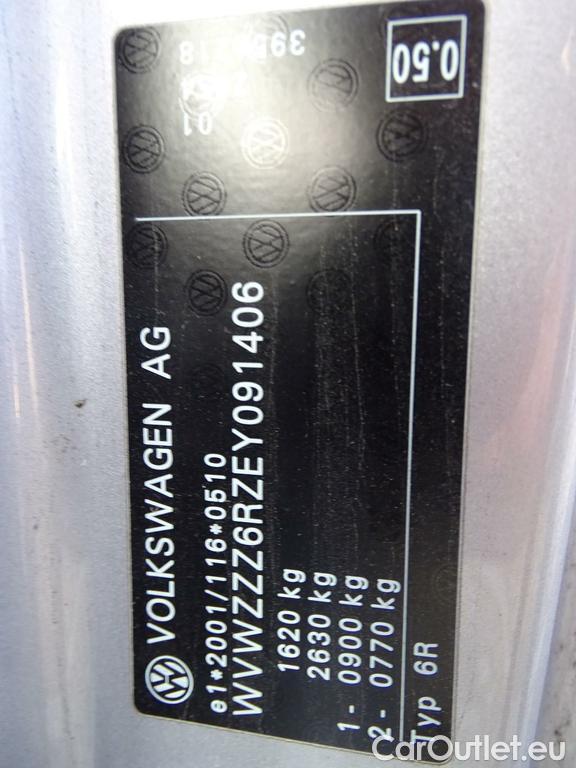 VOLKSWAGEN AG
e1*2001/116*0510
WVWZZZ6RZEY091406
1620 kg
2630 kg
1- 0900 kg
2- 0770 kg
Typ 6R
01
0.50
CarOutlet.eu